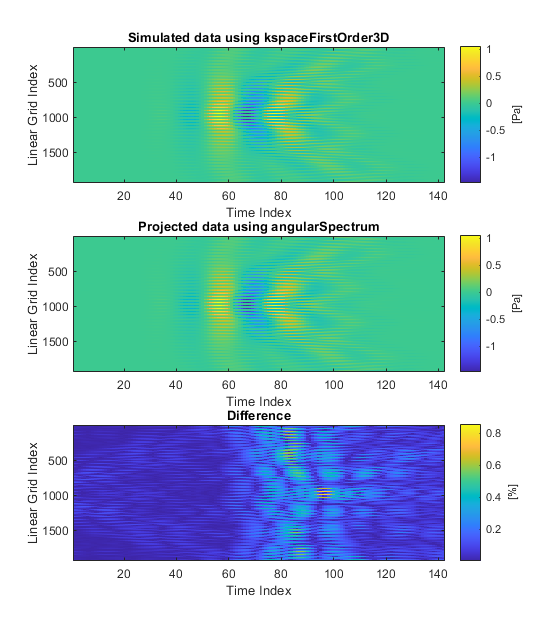 Simulated data using kspaceFirstOrder3D
Linear Grid Index
500
1000
1500
20 40 60 80 100 120 140
Time Index
1
0.5
0
-0.5
-1
[Pa]
Projected data using angularSpectrum
Linear Grid Index
500
1000
1500
20 40 60 80 100 120 140
Time Index
1
0.5
0
-0.5
-1
[Pa]
Difference
Linear Grid Index
500
1000
1500
20 40 60 80 100 120 140
Time Index
0.8
0.6
0.4
0.2
[%]